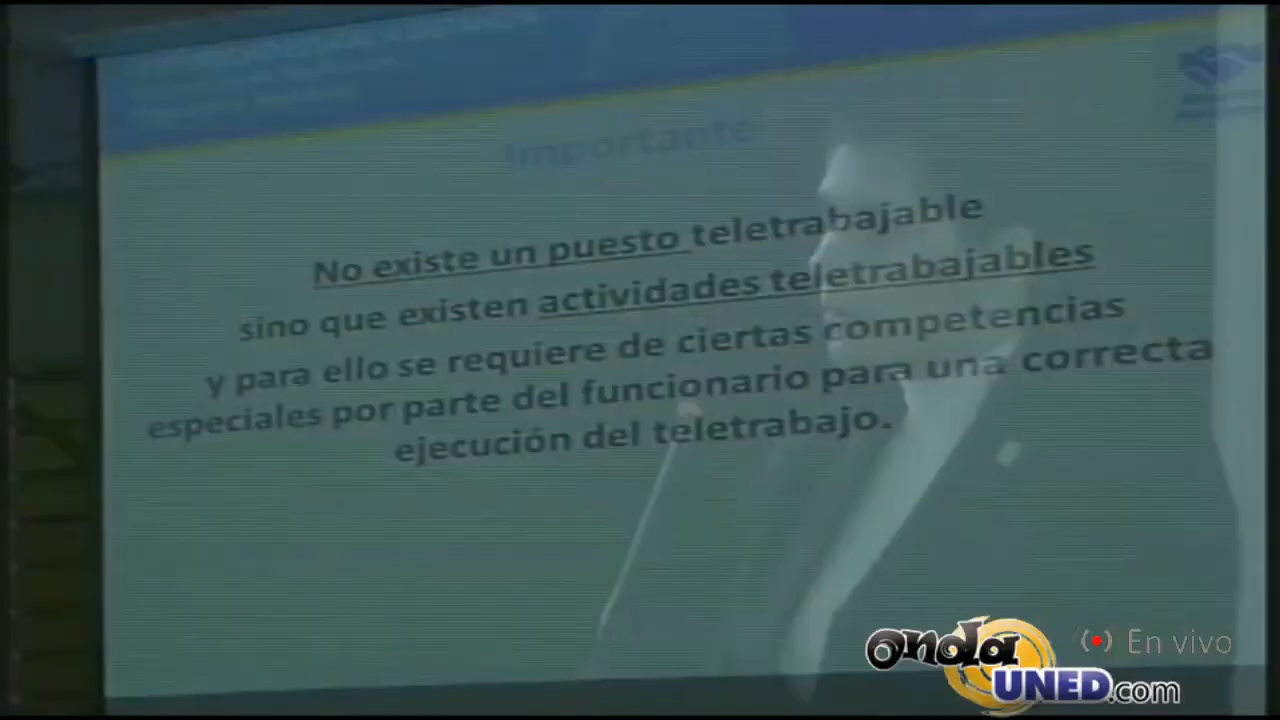 Importante
No existe un puesto teletrabajable
sino que existen actividades teletrabajables
y para ello se requiere de ciertas competencias
especiales por parte del funcionario para una correcta
ejecución del teletrabajo.
onda
UNED.com
En vivo